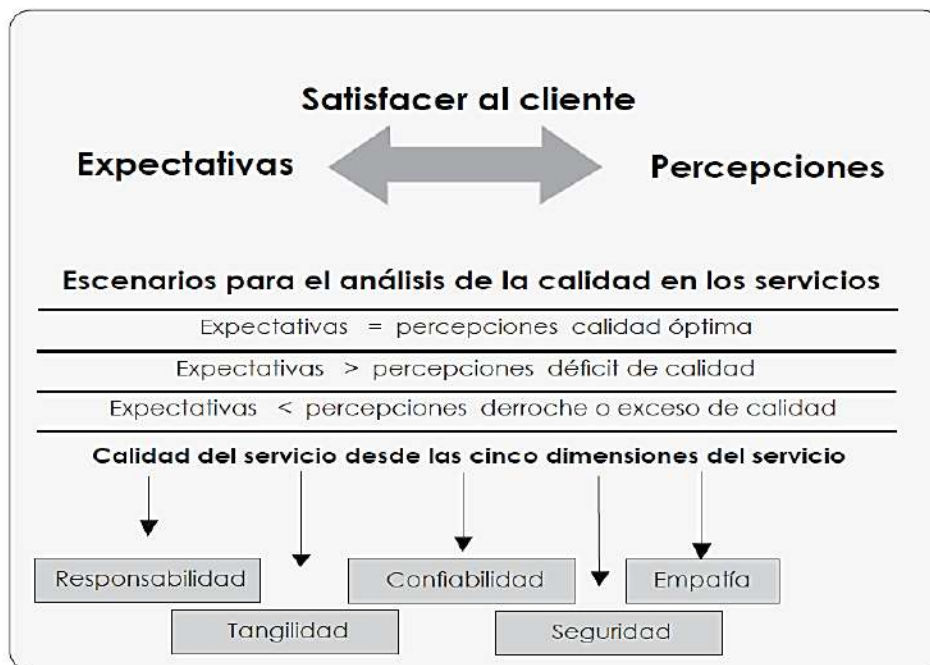 Satisfacer al cliente
Expectativas
Percepciones
Escenarios para el análisis de la calidad en los servicios
Expectativas = percepciones calidad óptima
Expectativas > percepciones déficit de calidad
Expectativas < percepciones derroche o exceso de calidad
Calidad del servicio desde las cinco dimensiones del servicio
Responsabilidad
Confiabilidad
Empatía
Tangilidad
Seguridad